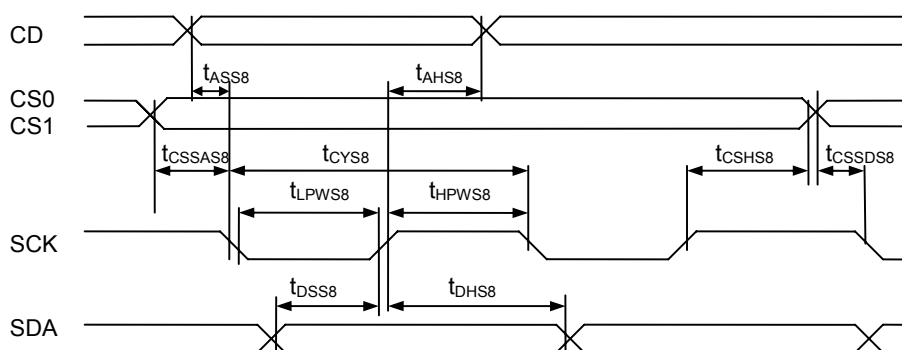 CD
tASS8 tAHS8
CS0
CS1
tCSSAS8 tCYS8 tCSHS8 tCSSDS8
tLPWS8 tHPWS8
SCK
tDSS8 tDHS8
SDA